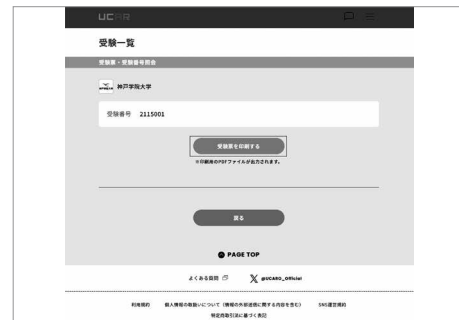 UCARO
受験一覧
受験票・受験番号照会
神戸学院大学
受験番号 2115001
受験票を印刷する
※印刷用のPDFファイルが出力されます。
戻る
PAGE TOP
よくある質問 @UCARO_Official
利用規約 個人情報の取扱いについて（情報の外部送信に関する内容を含む） SNS運営規約
特定商取引法に基づく表記